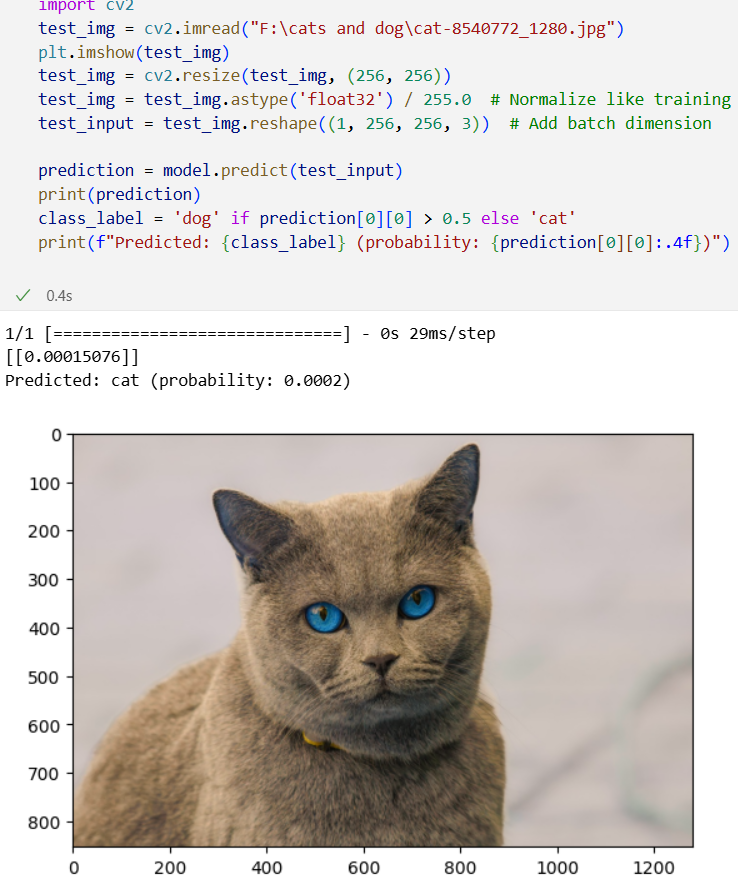 import cv2
test_img = cv2.imread("F:\cats and dog\cat-8540772_1280.jpg")
plt.imshow(test_img)
test_img = cv2.resize(test_img, (256, 256))
test_img = test_img.astype('float32') / 255.0  # Normalize like training
test_input = test_img.reshape((1, 256, 256, 3))  # Add batch dimension
prediction = model.predict(test_input)
print(prediction)
class_label = 'dog' if prediction[0][0] > 0.5 else 'cat'
print(f"Predicted: {class_label} (probability: {prediction[0][0]:.4f})")
0.4s
1/1 [==============================] - 0s 29ms/step
[[0.00015076]]
Predicted: cat (probability: 0.0002)
0
100
200
300
400
500
600
700
800
0 200 400 600 800 1000 1200